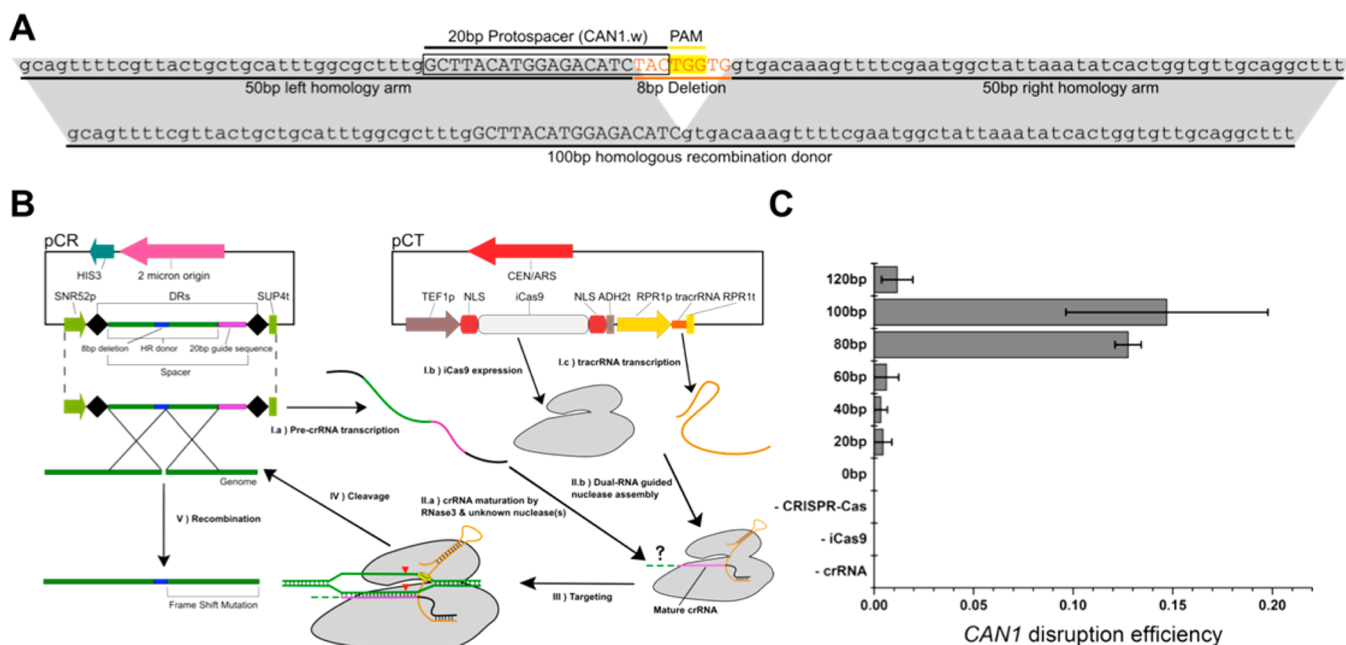 A
20bp Protospacer (CAN1.w) PAM
gcagttttcgttactgctgcatttggcgctttgGCTTACATGGAGACATCTACTGGTGgtgacaaagttttcgaatggctattaaatatcactggtgttgcaggcttt
50bp left homology arm 8bp Deletion 50bp right homology arm
gcagttttcgttactgctgcatttggcgctttgGCTTACATGGAGACATCgtgacaaagttttcgaatggctattaaatatcactggtgttgcaggcttt
100bp homologous recombination donor
B
pCR
HIS3
2 micron origin
SNR52p
DRs
SUP4t
8bp deletion
HR donor
20bp guide sequence
Spacer
pCT
CEN/ARS
TEF1p NLS iCas9 NLS ADH2t RPR1p tracrRNA RPR1t
I.b) iCas9 expression
I.c) tracrRNA transcription
I.a) Pre-crRNA transcription
Genome
IV) Cleavage
II.a) crRNA maturation by
RNase3 & unknown nuclease(s)
II.b) Dual-RNA guided
nuclease assembly
V) Recombination
?
III) Targeting
Mature crRNA
Frame Shift Mutation
C
120bp
100bp
80bp
60bp
40bp
20bp
0bp
- CRISPR-Cas
- iCas9
- crRNA
0.00 0.05 0.10 0.15 0.20
CAN1 disruption efficiency